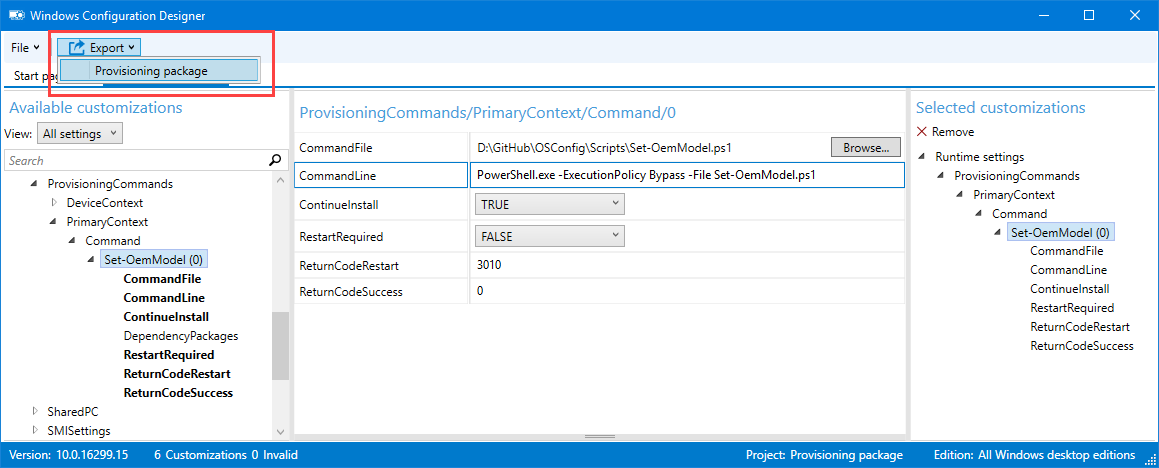 Windows Configuration Designer
File
Export
Provisioning package
Start pag
Available customizations
View: All settings
Search
ProvisioningCommands
DeviceContext
PrimaryContext
Command
Set-OemModel (0)
CommandFile
CommandLine
ContinueInstall
DependencyPackages
RestartRequired
ReturnCodeRestart
ReturnCodeSuccess
SharedPC
SMISettings
ProvisioningCommands/PrimaryContext/Command/0
CommandFile D:\GitHub\OSConfig\Scripts\Set-OemModel.ps1 Browse...
CommandLine PowerShell.exe -ExecutionPolicy Bypass -File Set-OemModel.ps1
ContinueInstall TRUE
RestartRequired FALSE
ReturnCodeRestart 3010
ReturnCodeSuccess 0
Selected customizations
Remove
Runtime settings
ProvisioningCommands
PrimaryContext
Command
Set-OemModel (0)
CommandFile
CommandLine
ContinueInstall
RestartRequired
ReturnCodeRestart
ReturnCodeSuccess
Version: 10.0.16299.15 6 Customizations 0 Invalid Project: Provisioning package Edition: All Windows desktop editions